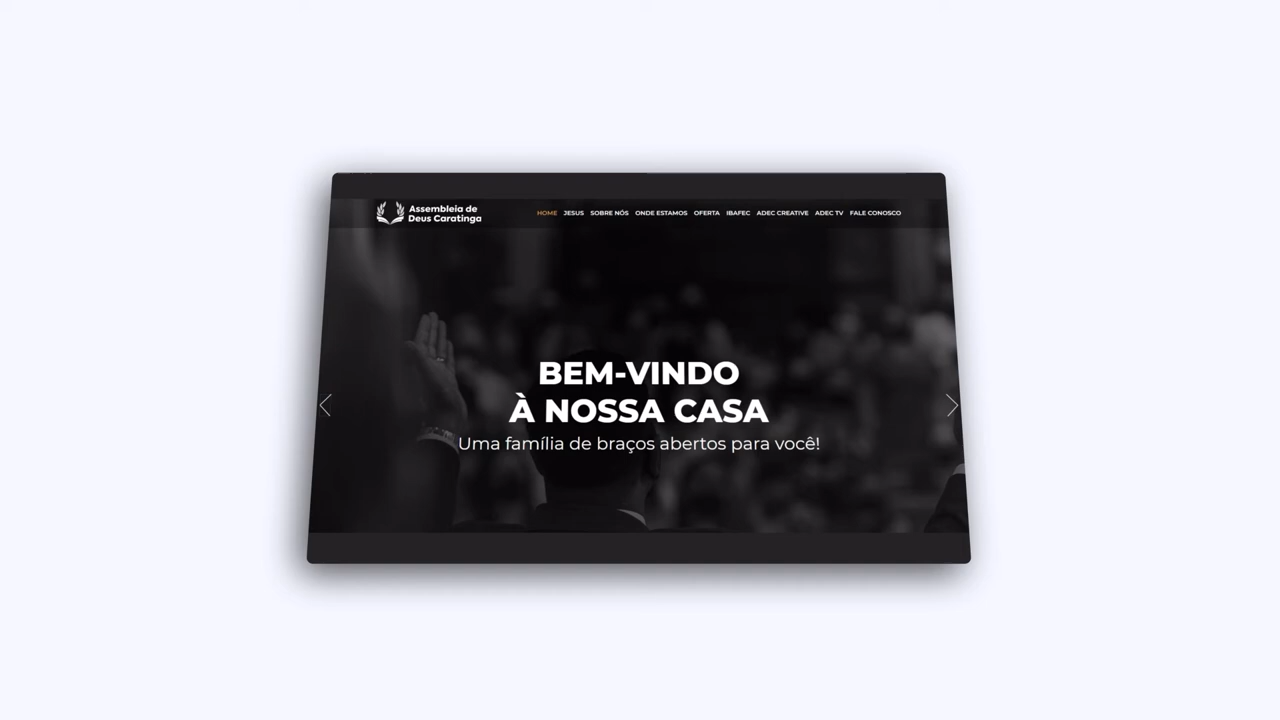 Assembleia de
Deus Caratinga
HOME JESUS SOBRE NÓS ONDE ESTAMOS OFERTA IBAFEC ADEC CREATIVE ADEC TV FALE CONOSCO
BEM-VINDO
À NOSSA CASA
Uma família de braços abertos para você!